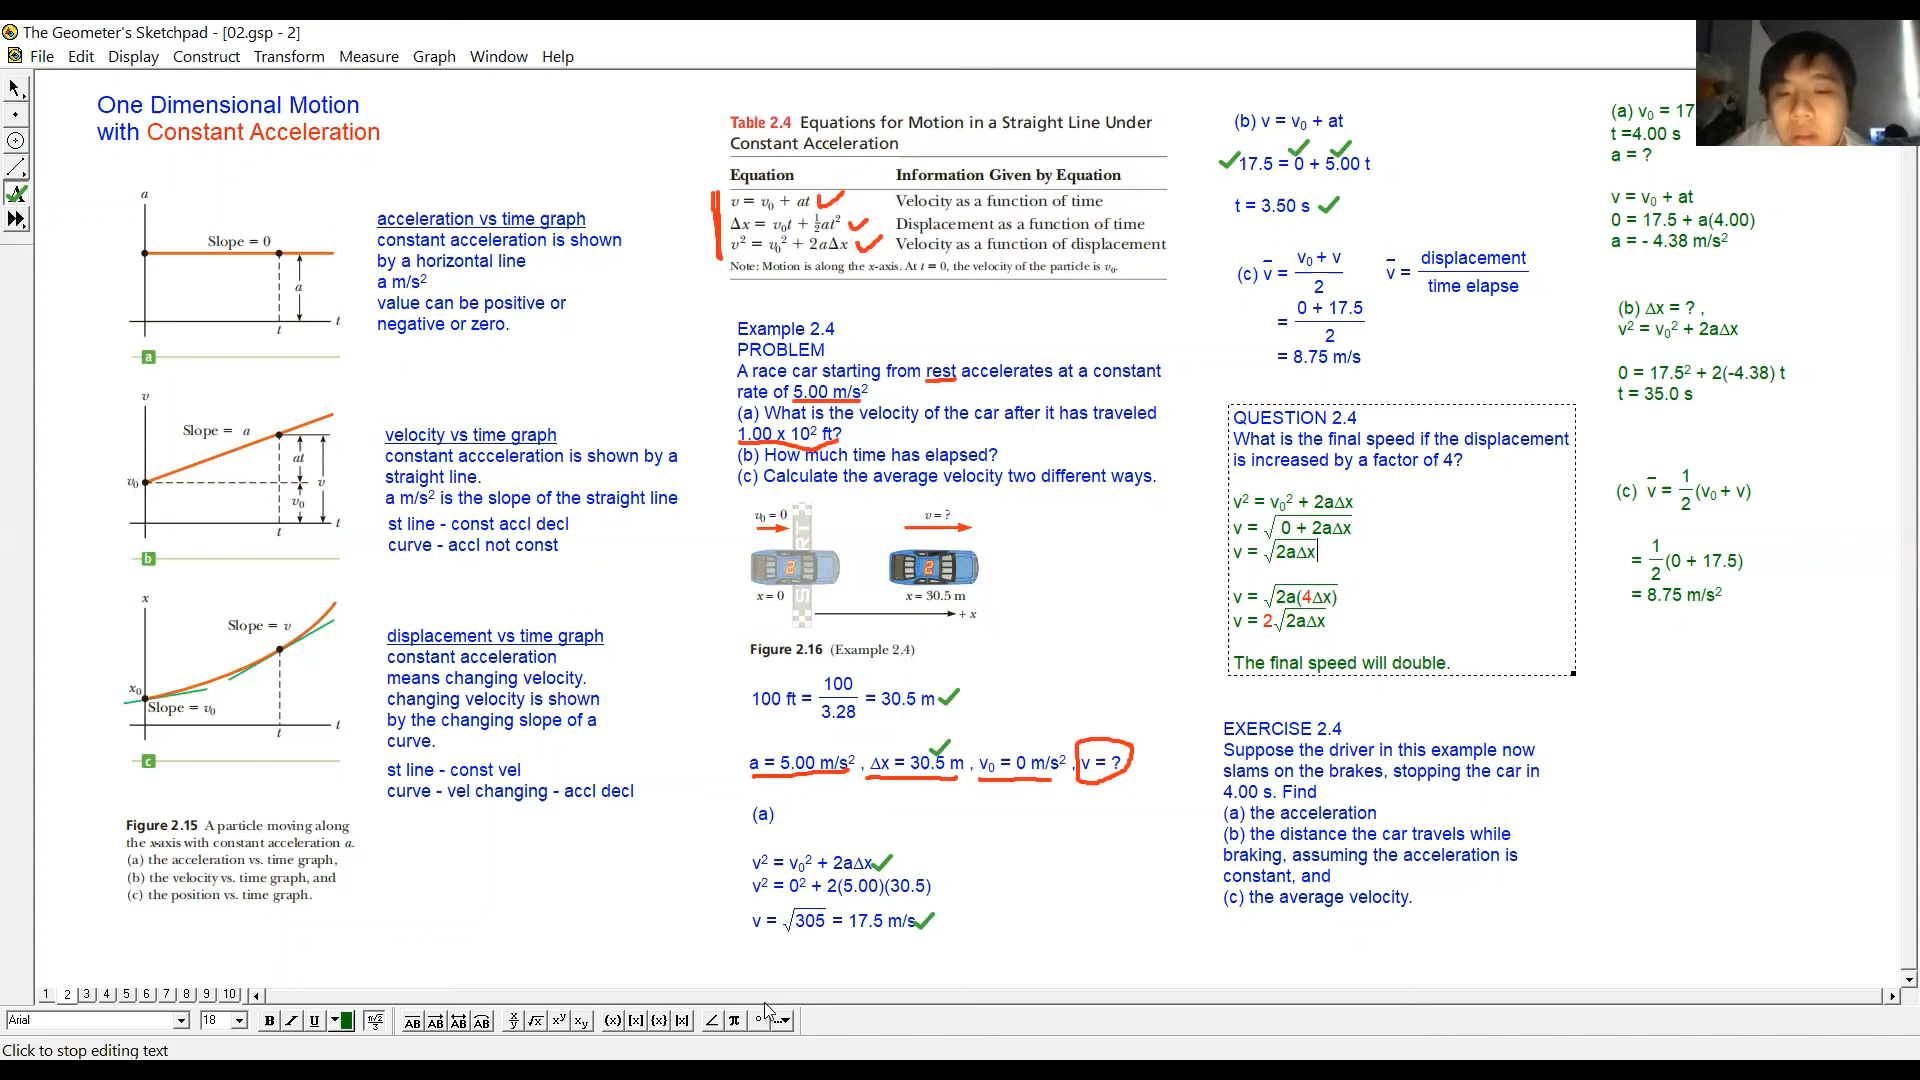 The Geometer's Sketchpad - [02.gsp - 2]
File Edit Display Construct Transform Measure Graph Window Help
One Dimensional Motion
with Constant Acceleration
a
Slope = 0
a
t
t
a
acceleration vs time graph
constant acceleration is shown
by a horizontal line
a m/s²
value can be positive or
negative or zero.
v
Slope = a
at
v
v₀
v₀
t
t
b
velocity vs time graph
constant accceleration is shown by a
straight line.
a m/s² is the slope of the straight line
st line - const accl decl
curve - accl not const
x
Slope = v
x₀
Slope = v₀
t
t
c
displacement vs time graph
constant acceleration
means changing velocity.
changing velocity is shown
by the changing slope of a
curve.
st line - const vel
curve - vel changing - accl decl
Figure 2.15 A particle moving along
the x-axis with constant acceleration a.
(a) the acceleration vs. time graph,
(b) the velocity vs. time graph, and
(c) the position vs. time graph.
Table 2.4 Equations for Motion in a Straight Line Under
Constant Acceleration
Equation Information Given by Equation
v = v₀ + at Velocity as a function of time
Δx = v₀t + ½at² Displacement as a function of time
v² = v₀² + 2aΔx Velocity as a function of displacement
Note: Motion is along the x-axis. At t = 0, the velocity of the particle is v₀.
Example 2.4
PROBLEM
A race car starting from rest accelerates at a constant
rate of 5.00 m/s²
(a) What is the velocity of the car after it has traveled
1.00 x 10² ft?
(b) How much time has elapsed?
(c) Calculate the average velocity two different ways.
v₀ = 0
v = ?
START
2
2
x = 0
x = 30.5 m
+ x
Figure 2.16 (Example 2.4)
100 ft = 100/3.28 = 30.5 m
a = 5.00 m/s² , Δx = 30.5 m , v₀ = 0 m/s² , v = ?
(a)
v² = v₀² + 2aΔx
v² = 0² + 2(5.00)(30.5)
v = √305 = 17.5 m/s
(b) v = v₀ + at
17.5 = 0 + 5.00 t
t = 3.50 s
(c) v̄ = (v₀ + v)/2 v̄ = displacement/time elapse
= (0 + 17.5)/2
= 8.75 m/s
QUESTION 2.4
What is the final speed if the displacement
is increased by a factor of 4?
v² = v₀² + 2aΔx
v = √0 + 2aΔx
v = √2aΔx
v = √2a(4Δx)
v = 2√2aΔx
The final speed will double.
EXERCISE 2.4
Suppose the driver in this example now
slams on the brakes, stopping the car in
4.00 s. Find
(a) the acceleration
(b) the distance the car travels while
braking, assuming the acceleration is
constant, and
(c) the average velocity.
(a) v₀ = 17
t =4.00 s
a = ?
v = v₀ + at
0 = 17.5 + a(4.00)
a = - 4.38 m/s²
(b) Δx = ? ,
v² = v₀² + 2aΔx
0 = 17.5² + 2(-4.38) t
t = 35.0 s
(c) v̄ = 1/2(v₀ + v)
= 1/2(0 + 17.5)
= 8.75 m/s²
1 2 3 4 5 6 7 8 9 10
Arial 18 B I U
Click to stop editing text